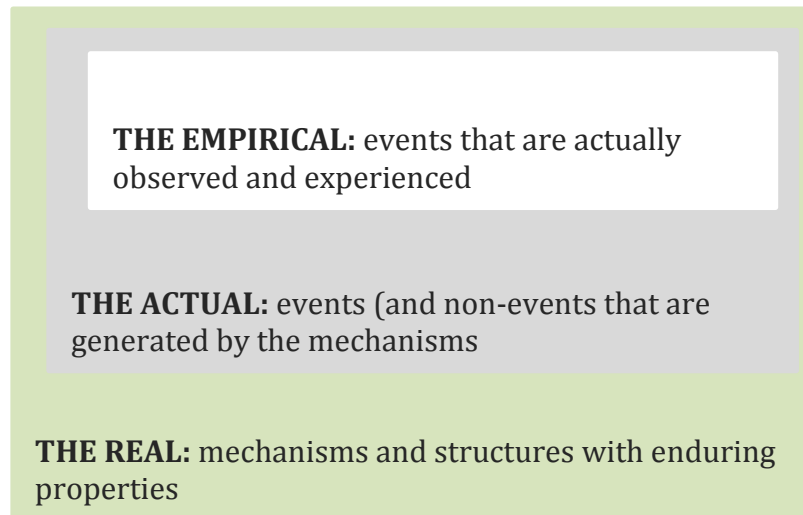 THE EMPIRICAL: events that are actually
observed and experienced
THE ACTUAL: events (and non-events that are
generated by the mechanisms
THE REAL: mechanisms and structures with enduring
properties